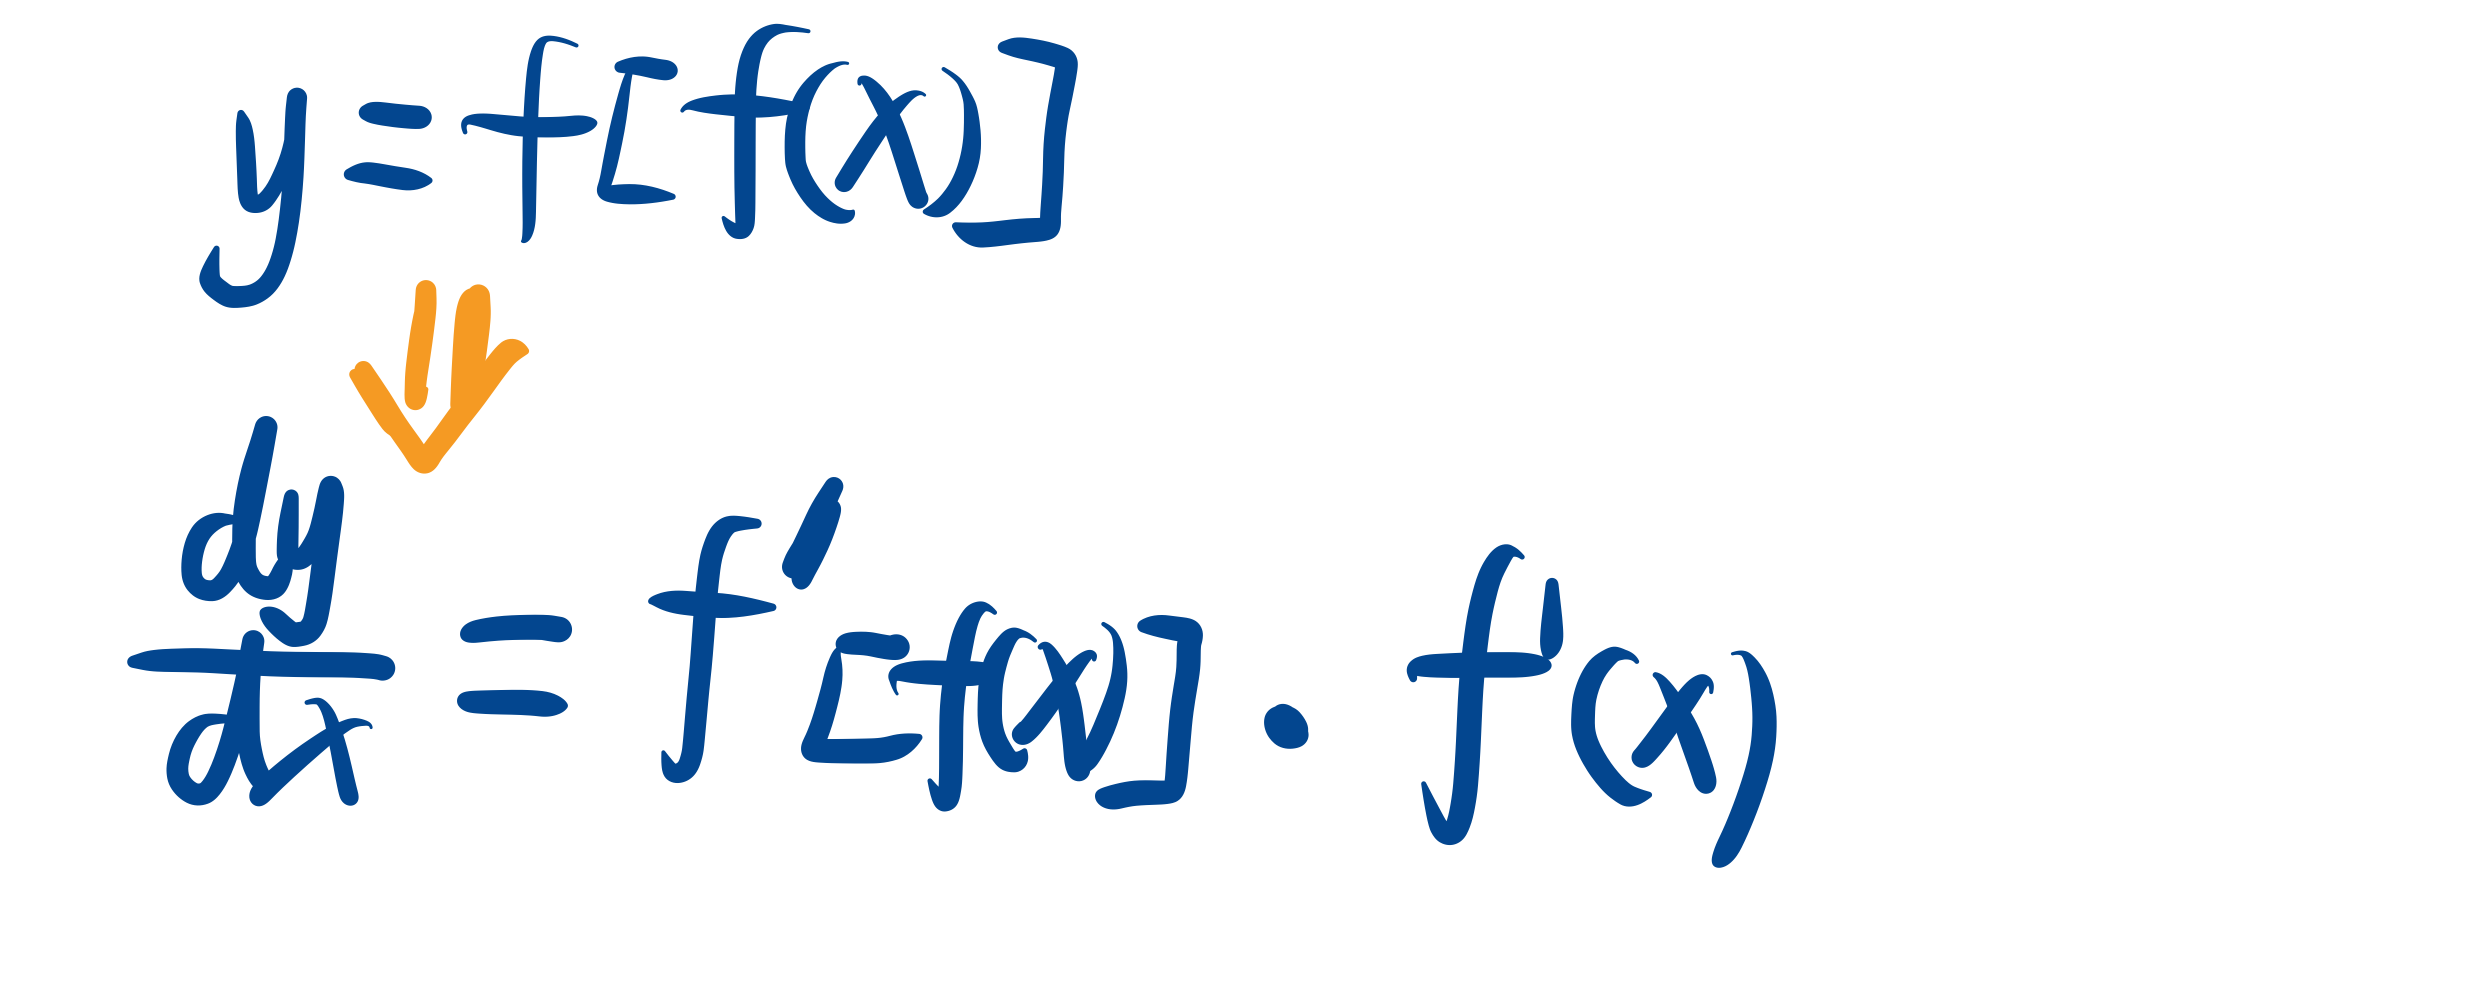 y = f[f(x)]
dy/dx = f'[f(x)] · f'(x)